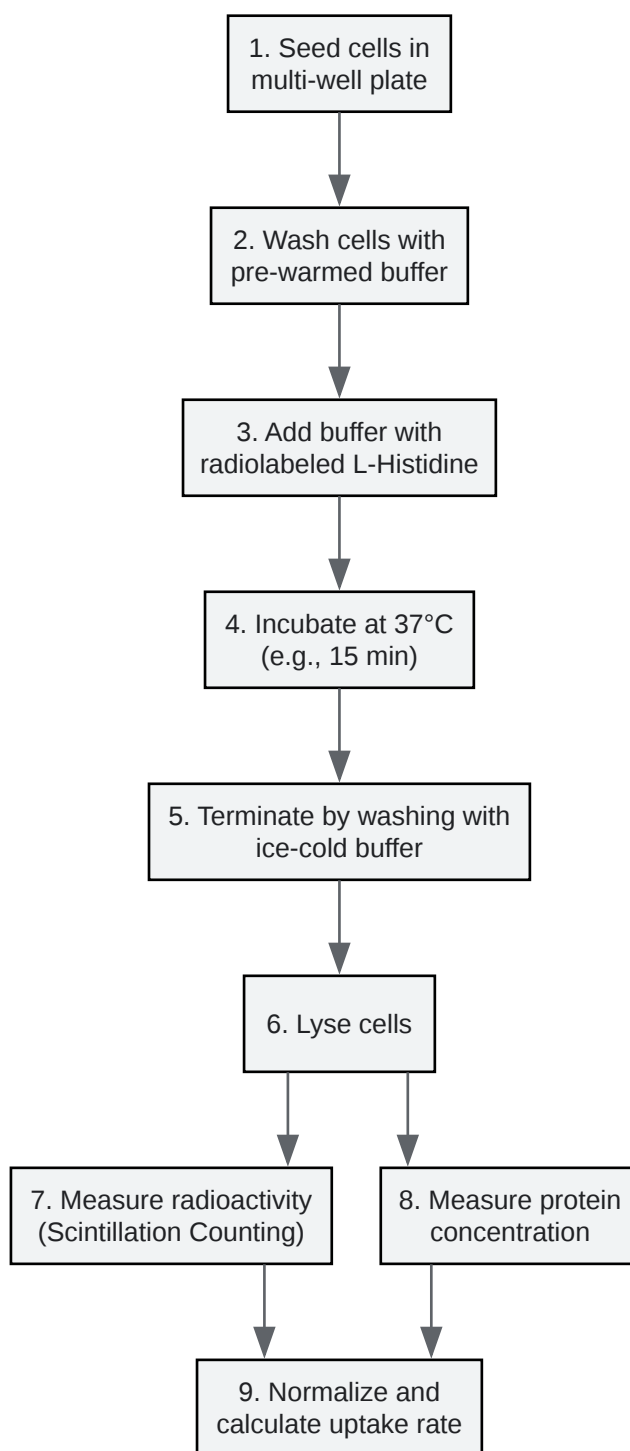 1. Seed cells in
multi-well plate
2. Wash cells with
pre-warmed buffer
3. Add buffer with
radiolabeled L-Histidine
4. Incubate at 37°C
(e.g., 15 min)
5. Terminate by washing with
ice-cold buffer
6. Lyse cells
7. Measure radioactivity
(Scintillation Counting)
8. Measure protein
concentration
9. Normalize and
calculate uptake rate